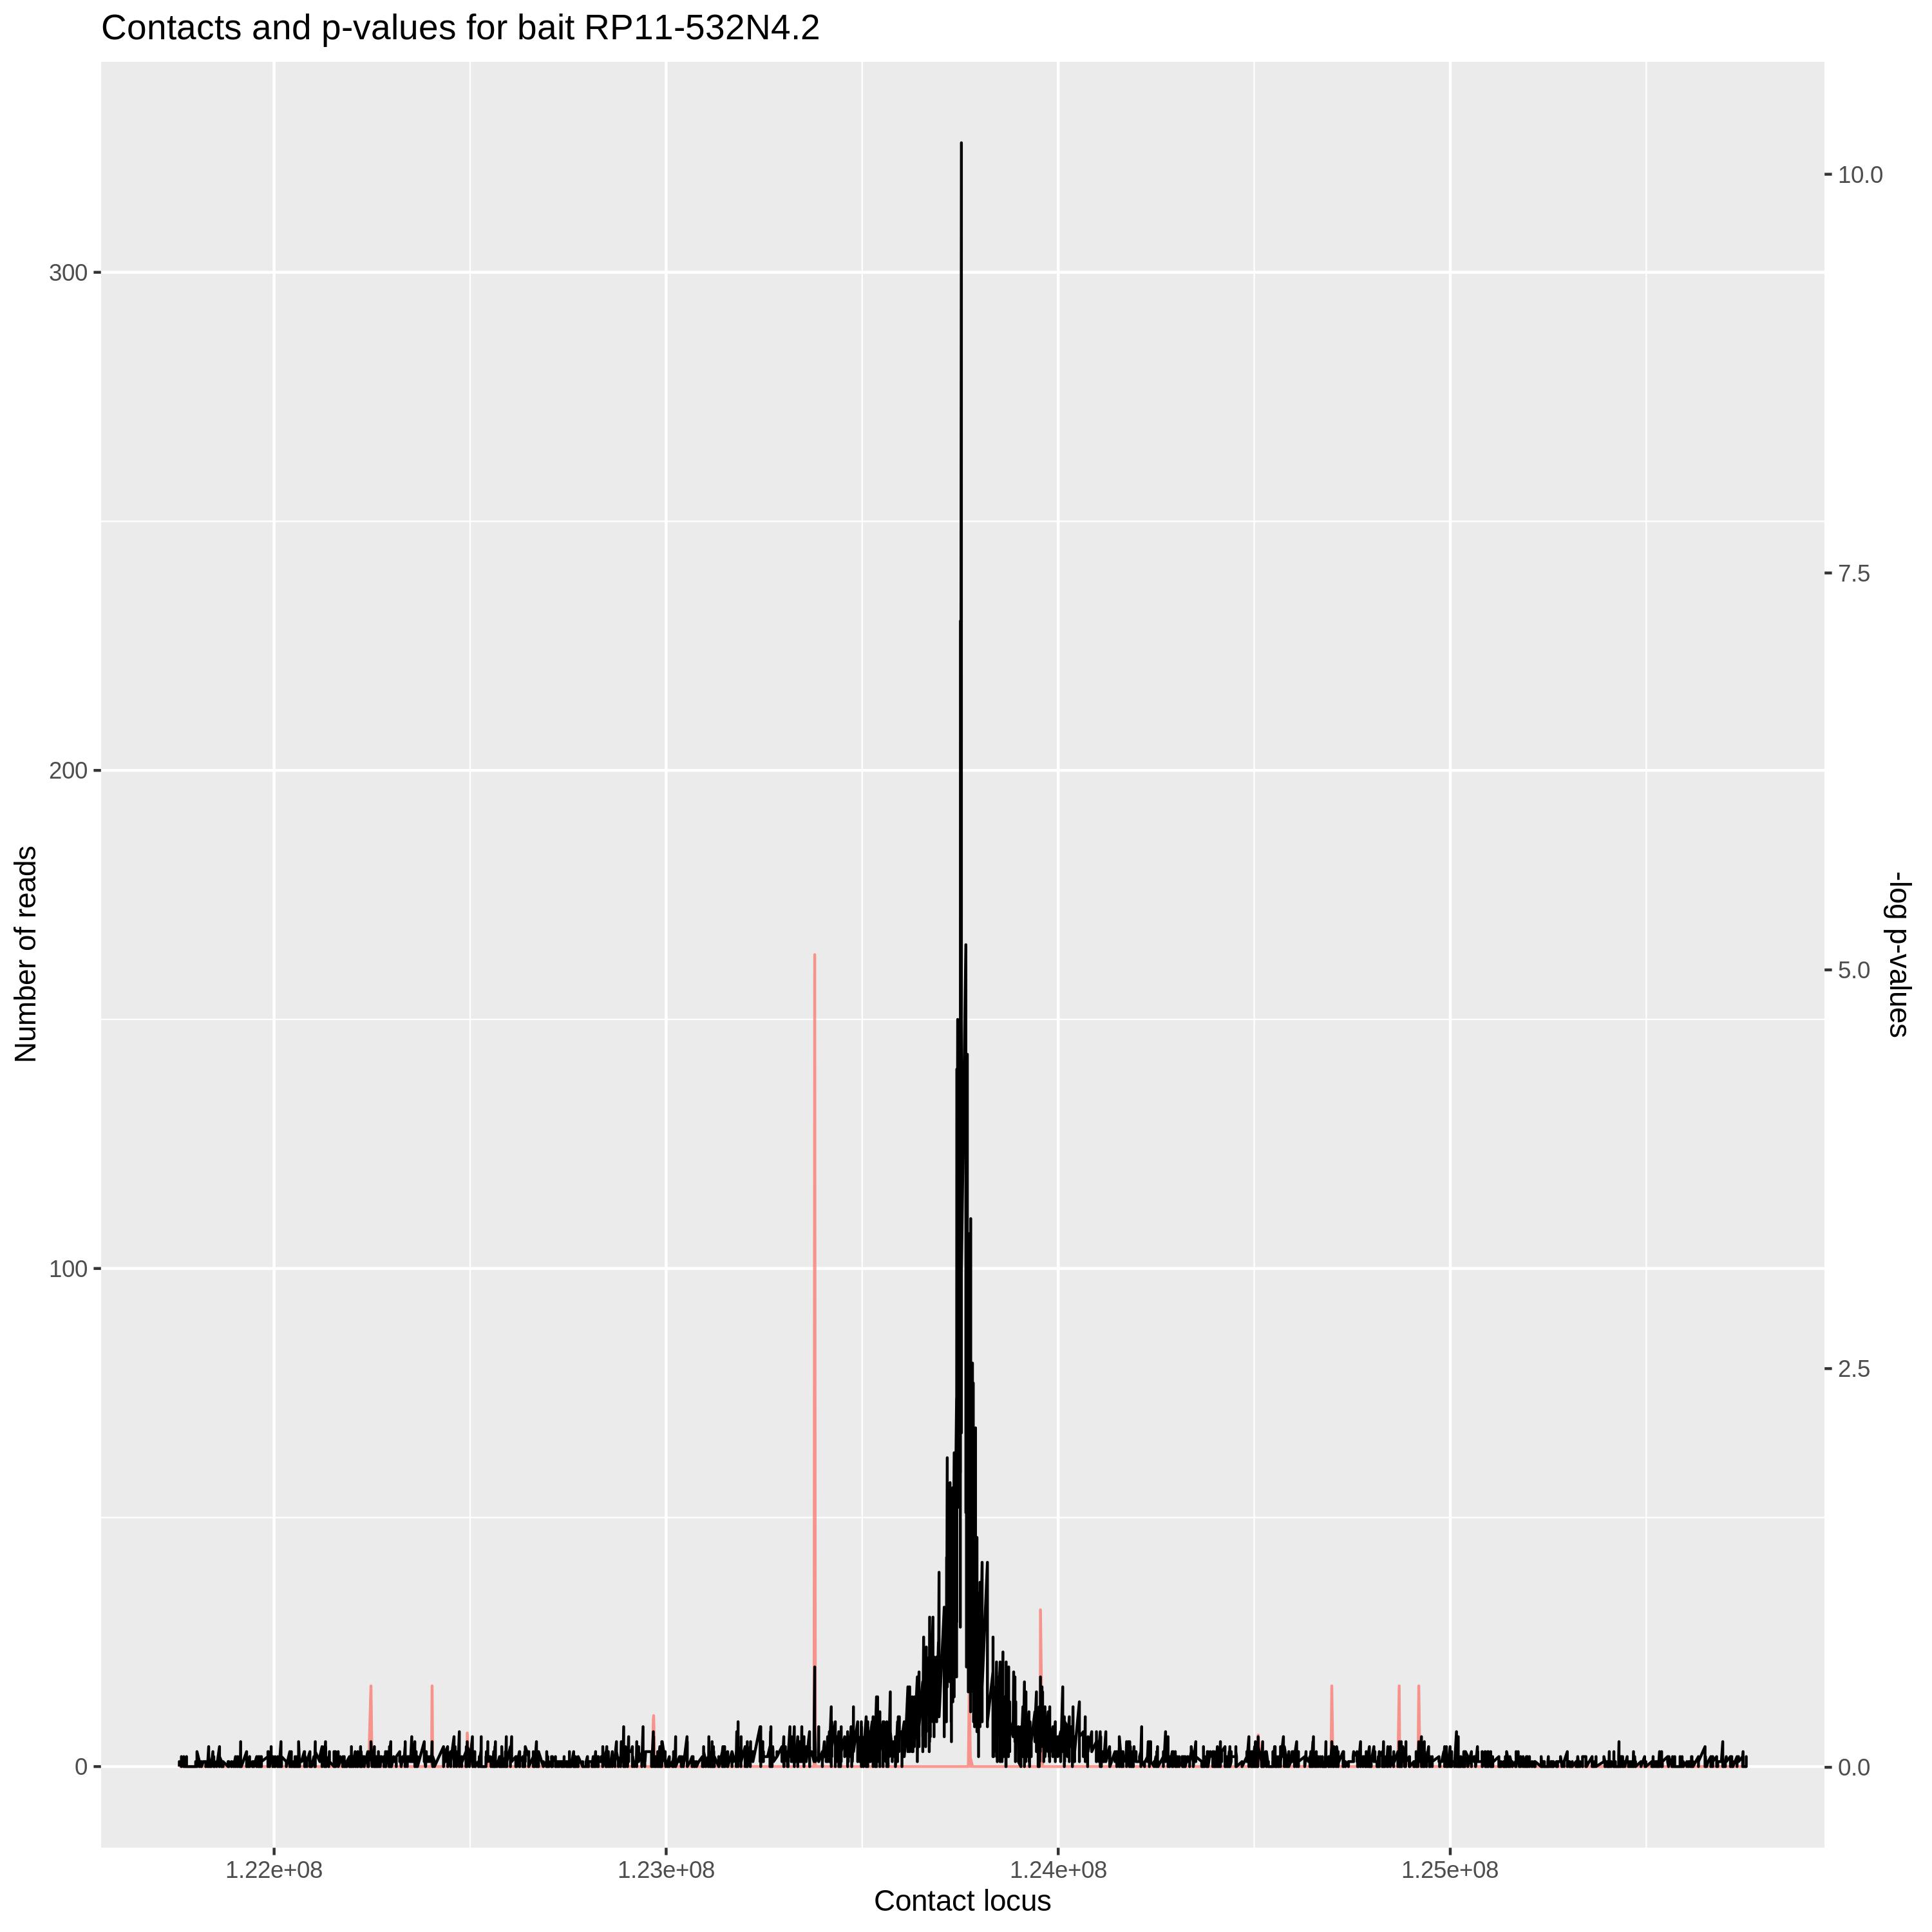 Contacts and p-values for bait RP11-532N4.2
Number of reads
300
200
100
0
10.0
7.5
5.0
2.5
0.0
-log p-values
1.22e+08 1.23e+08 1.24e+08 1.25e+08
Contact locus